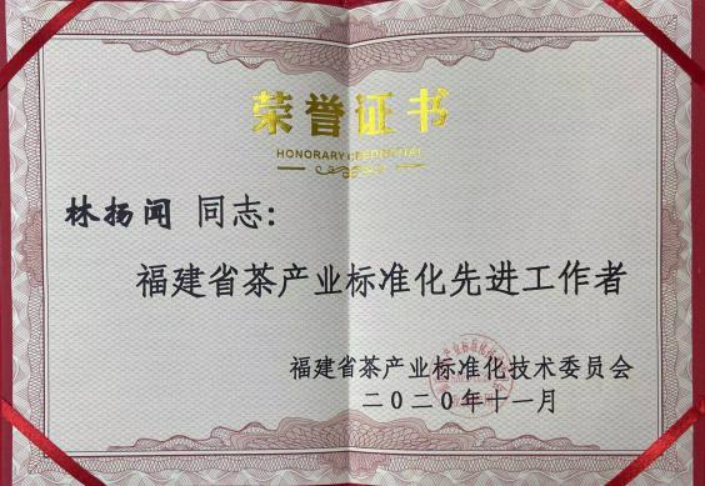 荣誉证书
HONORARY CREDENTIAL
林扬闻 同志:
福建省茶产业标准化先进工作者
福建省茶产业标准化技术委员会
二0二0年十一月